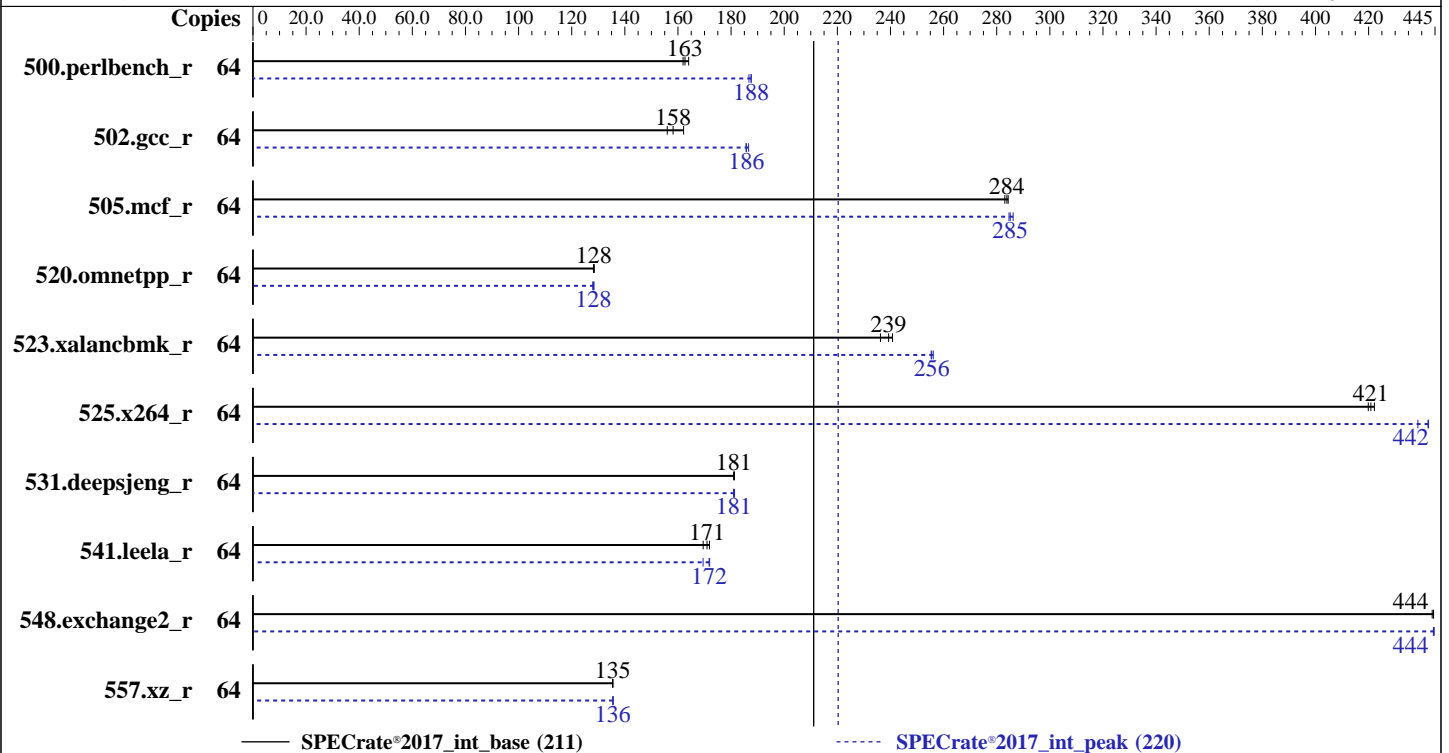 Copies 0 20.0 40.0 60.0 80.0 100 120 140 160 180 200 220 240 260 280 300 320 340 360 380 400 420 445
163
500.perlbench_r 64
188
158
502.gcc_r 64
186
284
505.mcf_r 64
285
128
520.omnetpp_r 64
128
239
523.xalancbmk_r 64
256
421
525.x264_r 64
442
181
531.deepsjeng_r 64
181
171
541.leela_r 64
172
444
548.exchange2_r 64
444
135
557.xz_r 64
136
SPECrate®2017_int_base (211) SPECrate®2017_int_peak (220)